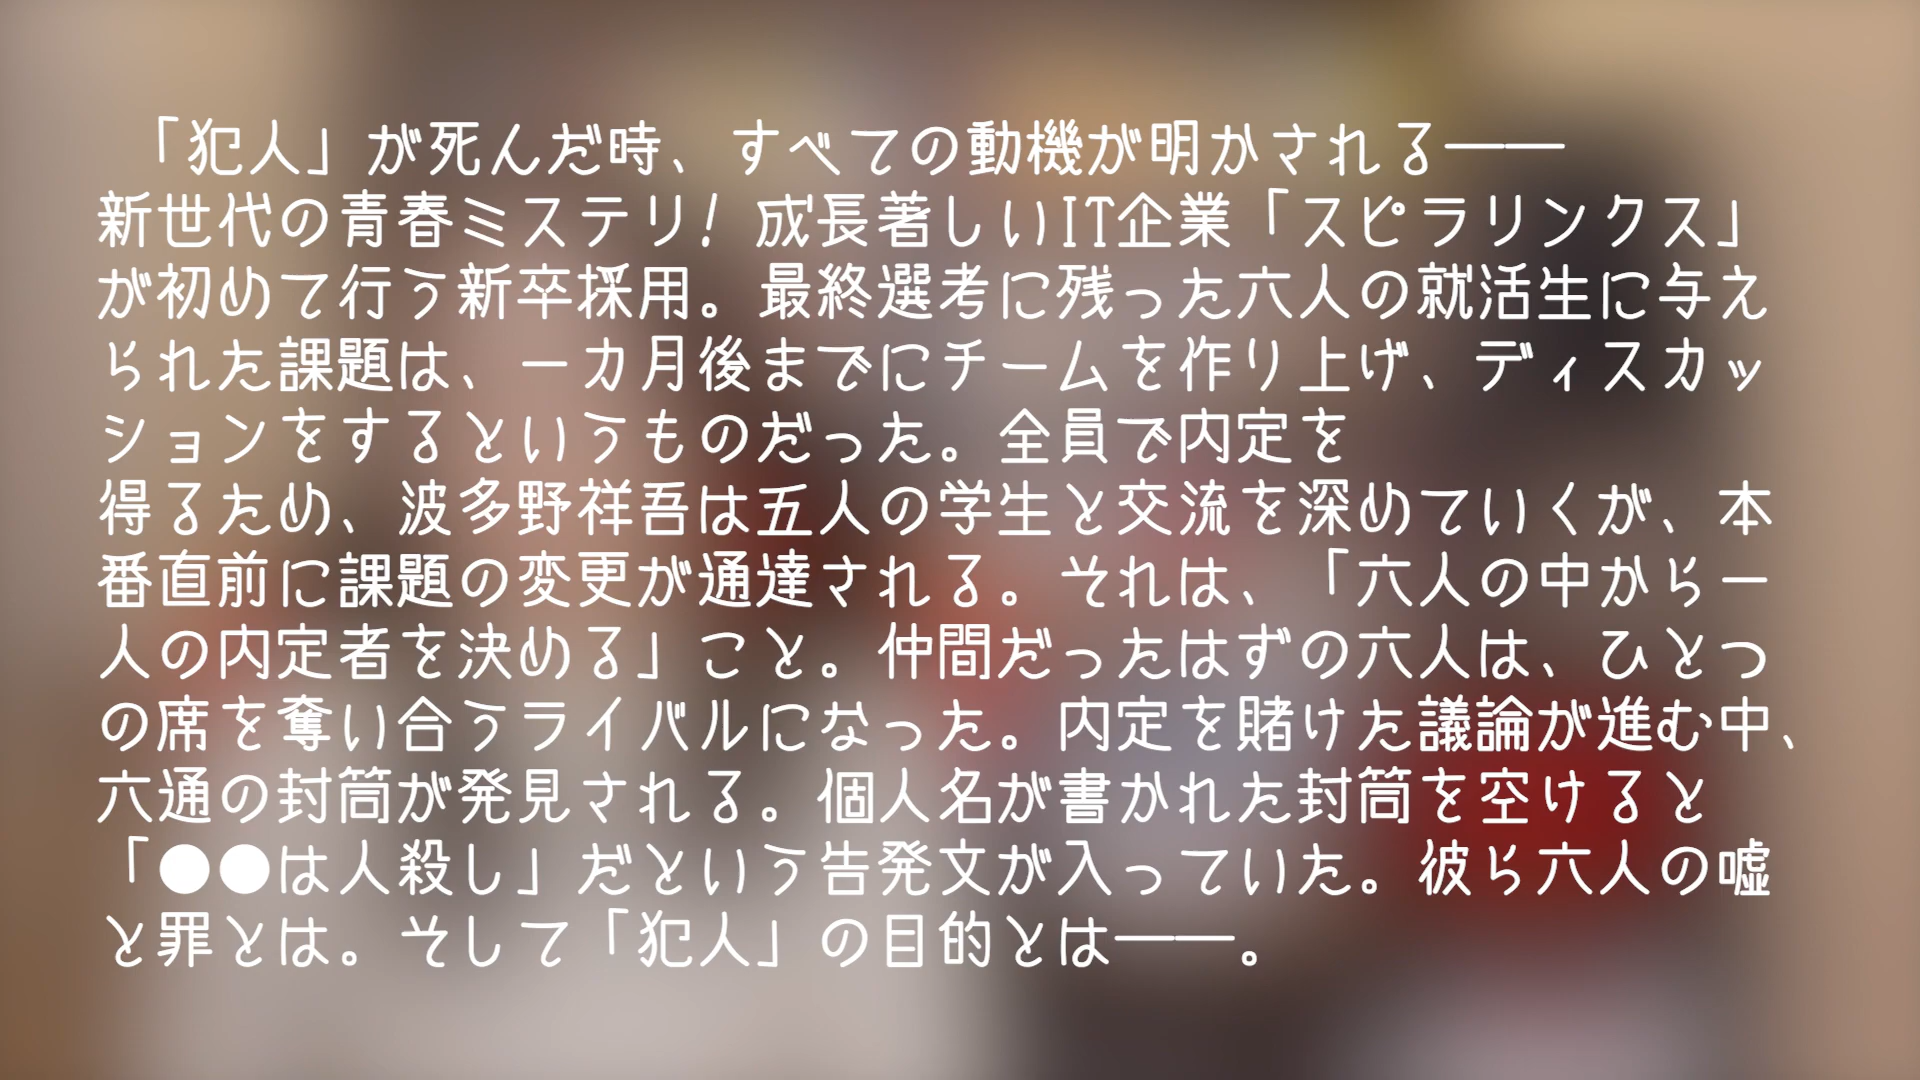 「犯人」が死んだ時、すべての動機が明かされる――
新世代の青春ミステリ！成長著しいIT企業「スピラリンクス」
が初めて行う新卒採用。最終選考に残った六人の就活生に与え
られた課題は、一カ月後までにチームを作り上げ、ディスカッ
ションをするというものだった。全員で内定を
得るため、波多野祥吾は五人の学生と交流を深めていくが、本
番直前に課題の変更が通達される。それは、「六人の中から一
人の内定者を決める」こと。仲間だったはずの六人は、ひとつ
の席を奪い合うライバルになった。内定を賭けた議論が進む中、
六通の封筒が発見される。個人名が書かれた封筒を空けると
「●●は人殺し」だという告発文が入っていた。彼ら六人の嘘
と罪とは。そして「犯人」の目的とは――。